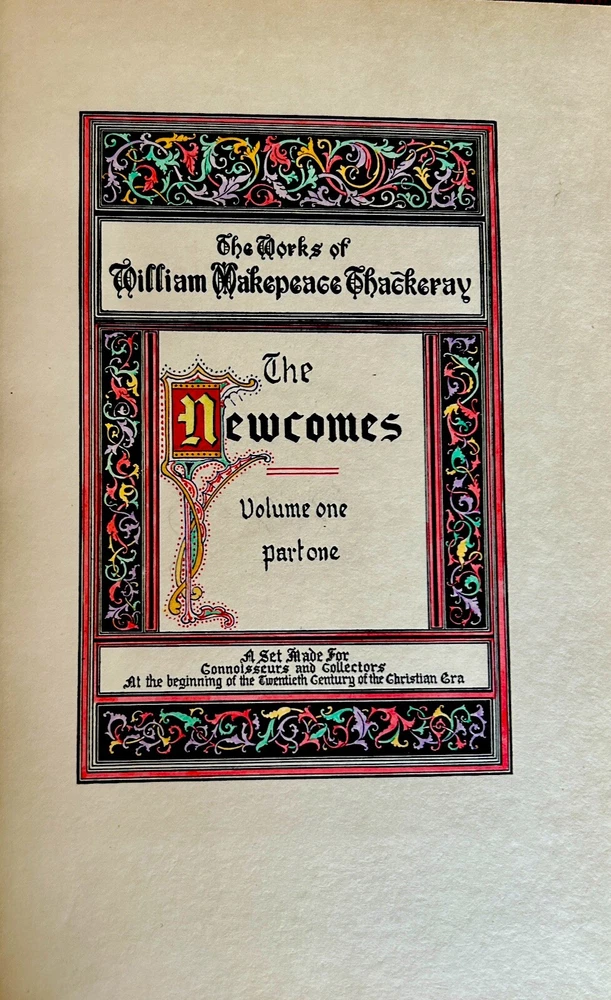 The Works of
William Makepeace Thackeray
The
Newcomes
Volume one
part one
A Set Made For
Connoisseurs and Collectors
At the beginning of the Twentieth Century of the Christian Era